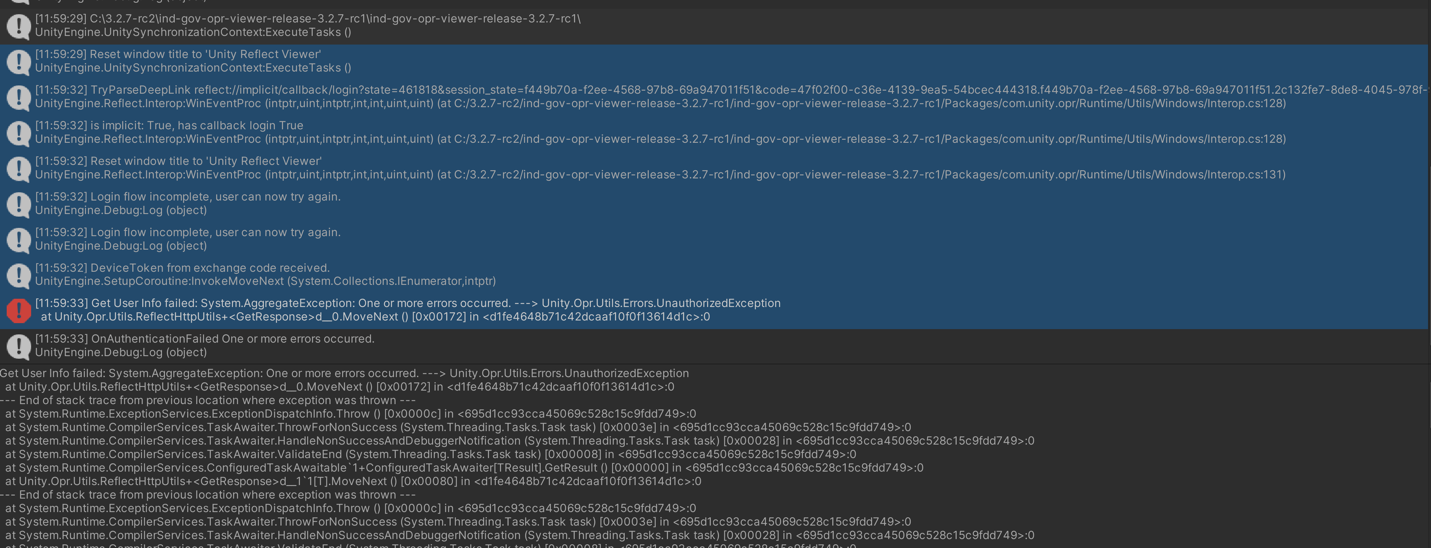 [11:59:29] C:\3.2.7-rc2\ind-gov-opr-viewer-release-3.2.7-rc1\ind-gov-opr-viewer-release-3.2.7-rc1\
UnityEngine.UnitySynchronizationContext:ExecuteTasks ()
[11:59:29] Reset window title to 'Unity Reflect Viewer'
UnityEngine.UnitySynchronizationContext:ExecuteTasks ()
[11:59:32] TryParseDeepLink reflect://implicit/callback/login?state=461818&session_state=f449b70a-f2ee-4568-97b8-69a947011f51&code=47f02f00-c36e-4139-9ea5-54bcec444318.f449b70a-f2ee-4568-97b8-69a947011f51.2c132fe7-8de8-4045-978f-
UnityEngine.Reflect.Interop:WinEventProc (intptr,uint,intptr,int,int,uint,uint) (at C:/3.2.7-rc2/ind-gov-opr-viewer-release-3.2.7-rc1/ind-gov-opr-viewer-release-3.2.7-rc1/Packages/com.unity.opr/Runtime/Utils/Windows/Interop.cs:128)
[11:59:32] is implicit: True, has callback login True
UnityEngine.Reflect.Interop:WinEventProc (intptr,uint,intptr,int,int,uint,uint) (at C:/3.2.7-rc2/ind-gov-opr-viewer-release-3.2.7-rc1/ind-gov-opr-viewer-release-3.2.7-rc1/Packages/com.unity.opr/Runtime/Utils/Windows/Interop.cs:128)
[11:59:32] Reset window title to 'Unity Reflect Viewer'
UnityEngine.Reflect.Interop:WinEventProc (intptr,uint,intptr,int,int,uint,uint) (at C:/3.2.7-rc2/ind-gov-opr-viewer-release-3.2.7-rc1/ind-gov-opr-viewer-release-3.2.7-rc1/Packages/com.unity.opr/Runtime/Utils/Windows/Interop.cs:131)
[11:59:32] Login flow incomplete, user can now try again.
UnityEngine.Debug:Log (object)
[11:59:32] Login flow incomplete, user can now try again.
UnityEngine.Debug:Log (object)
[11:59:32] DeviceToken from exchange code received.
UnityEngine.SetupCoroutine:InvokeMoveNext (System.Collections.IEnumerator,intptr)
[11:59:33] Get User Info failed: System.AggregateException: One or more errors occurred. ---> Unity.Opr.Utils.Errors.UnauthorizedException
at Unity.Opr.Utils.ReflectHttpUtils+<GetResponse>d__0.MoveNext () [0x00172] in <d1fe4648b71c42dcaaf10f0f13614d1c>:0
[11:59:33] OnAuthenticationFailed One or more errors occurred.
UnityEngine.Debug:Log (object)
Get User Info failed: System.AggregateException: One or more errors occurred. ---> Unity.Opr.Utils.Errors.UnauthorizedException
at Unity.Opr.Utils.ReflectHttpUtils+<GetResponse>d__0.MoveNext () [0x00172] in <d1fe4648b71c42dcaaf10f0f13614d1c>:0
--- End of stack trace from previous location where exception was thrown ---
at System.Runtime.ExceptionServices.ExceptionDispatchInfo.Throw () [0x0000c] in <695d1cc93cca45069c528c15c9fdd749>:0
at System.Runtime.CompilerServices.TaskAwaiter.ThrowForNonSuccess (System.Threading.Tasks.Task task) [0x0003e] in <695d1cc93cca45069c528c15c9fdd749>:0
at System.Runtime.CompilerServices.TaskAwaiter.HandleNonSuccessAndDebuggerNotification (System.Threading.Tasks.Task task) [0x00028] in <695d1cc93cca45069c528c15c9fdd749>:0
at System.Runtime.CompilerServices.TaskAwaiter.ValidateEnd (System.Threading.Tasks.Task task) [0x00008] in <695d1cc93cca45069c528c15c9fdd749>:0
at System.Runtime.CompilerServices.ConfiguredTaskAwaitable`1+ConfiguredTaskAwaiter[TResult].GetResult () [0x00000] in <695d1cc93cca45069c528c15c9fdd749>:0
at Unity.Opr.Utils.ReflectHttpUtils+<GetResponse>d__1`1[T].MoveNext () [0x00080] in <d1fe4648b71c42dcaaf10f0f13614d1c>:0
--- End of stack trace from previous location where exception was thrown ---
at System.Runtime.ExceptionServices.ExceptionDispatchInfo.Throw () [0x0000c] in <695d1cc93cca45069c528c15c9fdd749>:0
at System.Runtime.CompilerServices.TaskAwaiter.ThrowForNonSuccess (System.Threading.Tasks.Task task) [0x0003e] in <695d1cc93cca45069c528c15c9fdd749>:0
at System.Runtime.CompilerServices.TaskAwaiter.HandleNonSuccessAndDebuggerNotification (System.Threading.Tasks.Task task) [0x00028] in <695d1cc93cca45069c528c15c9fdd749>:0